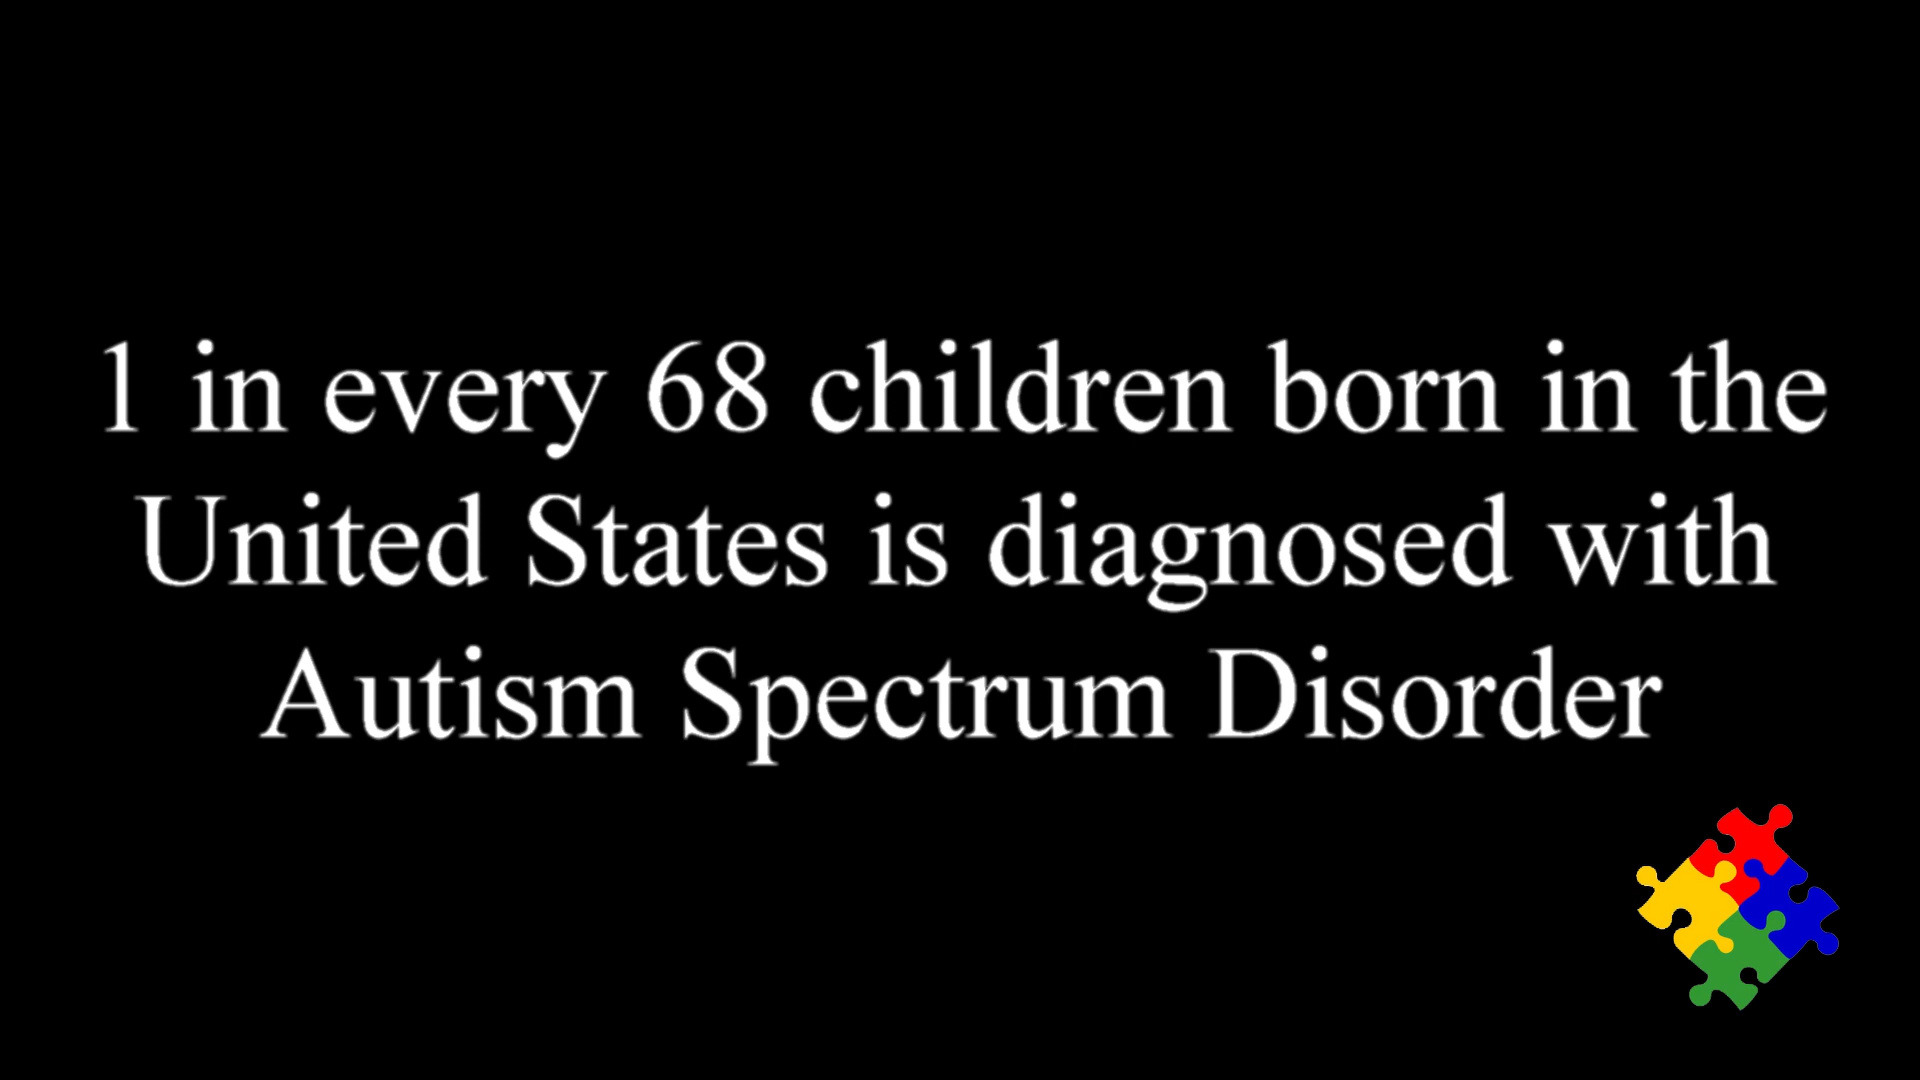 1 in every 68 children born in the
United States is diagnosed with
Autism Spectrum Disorder